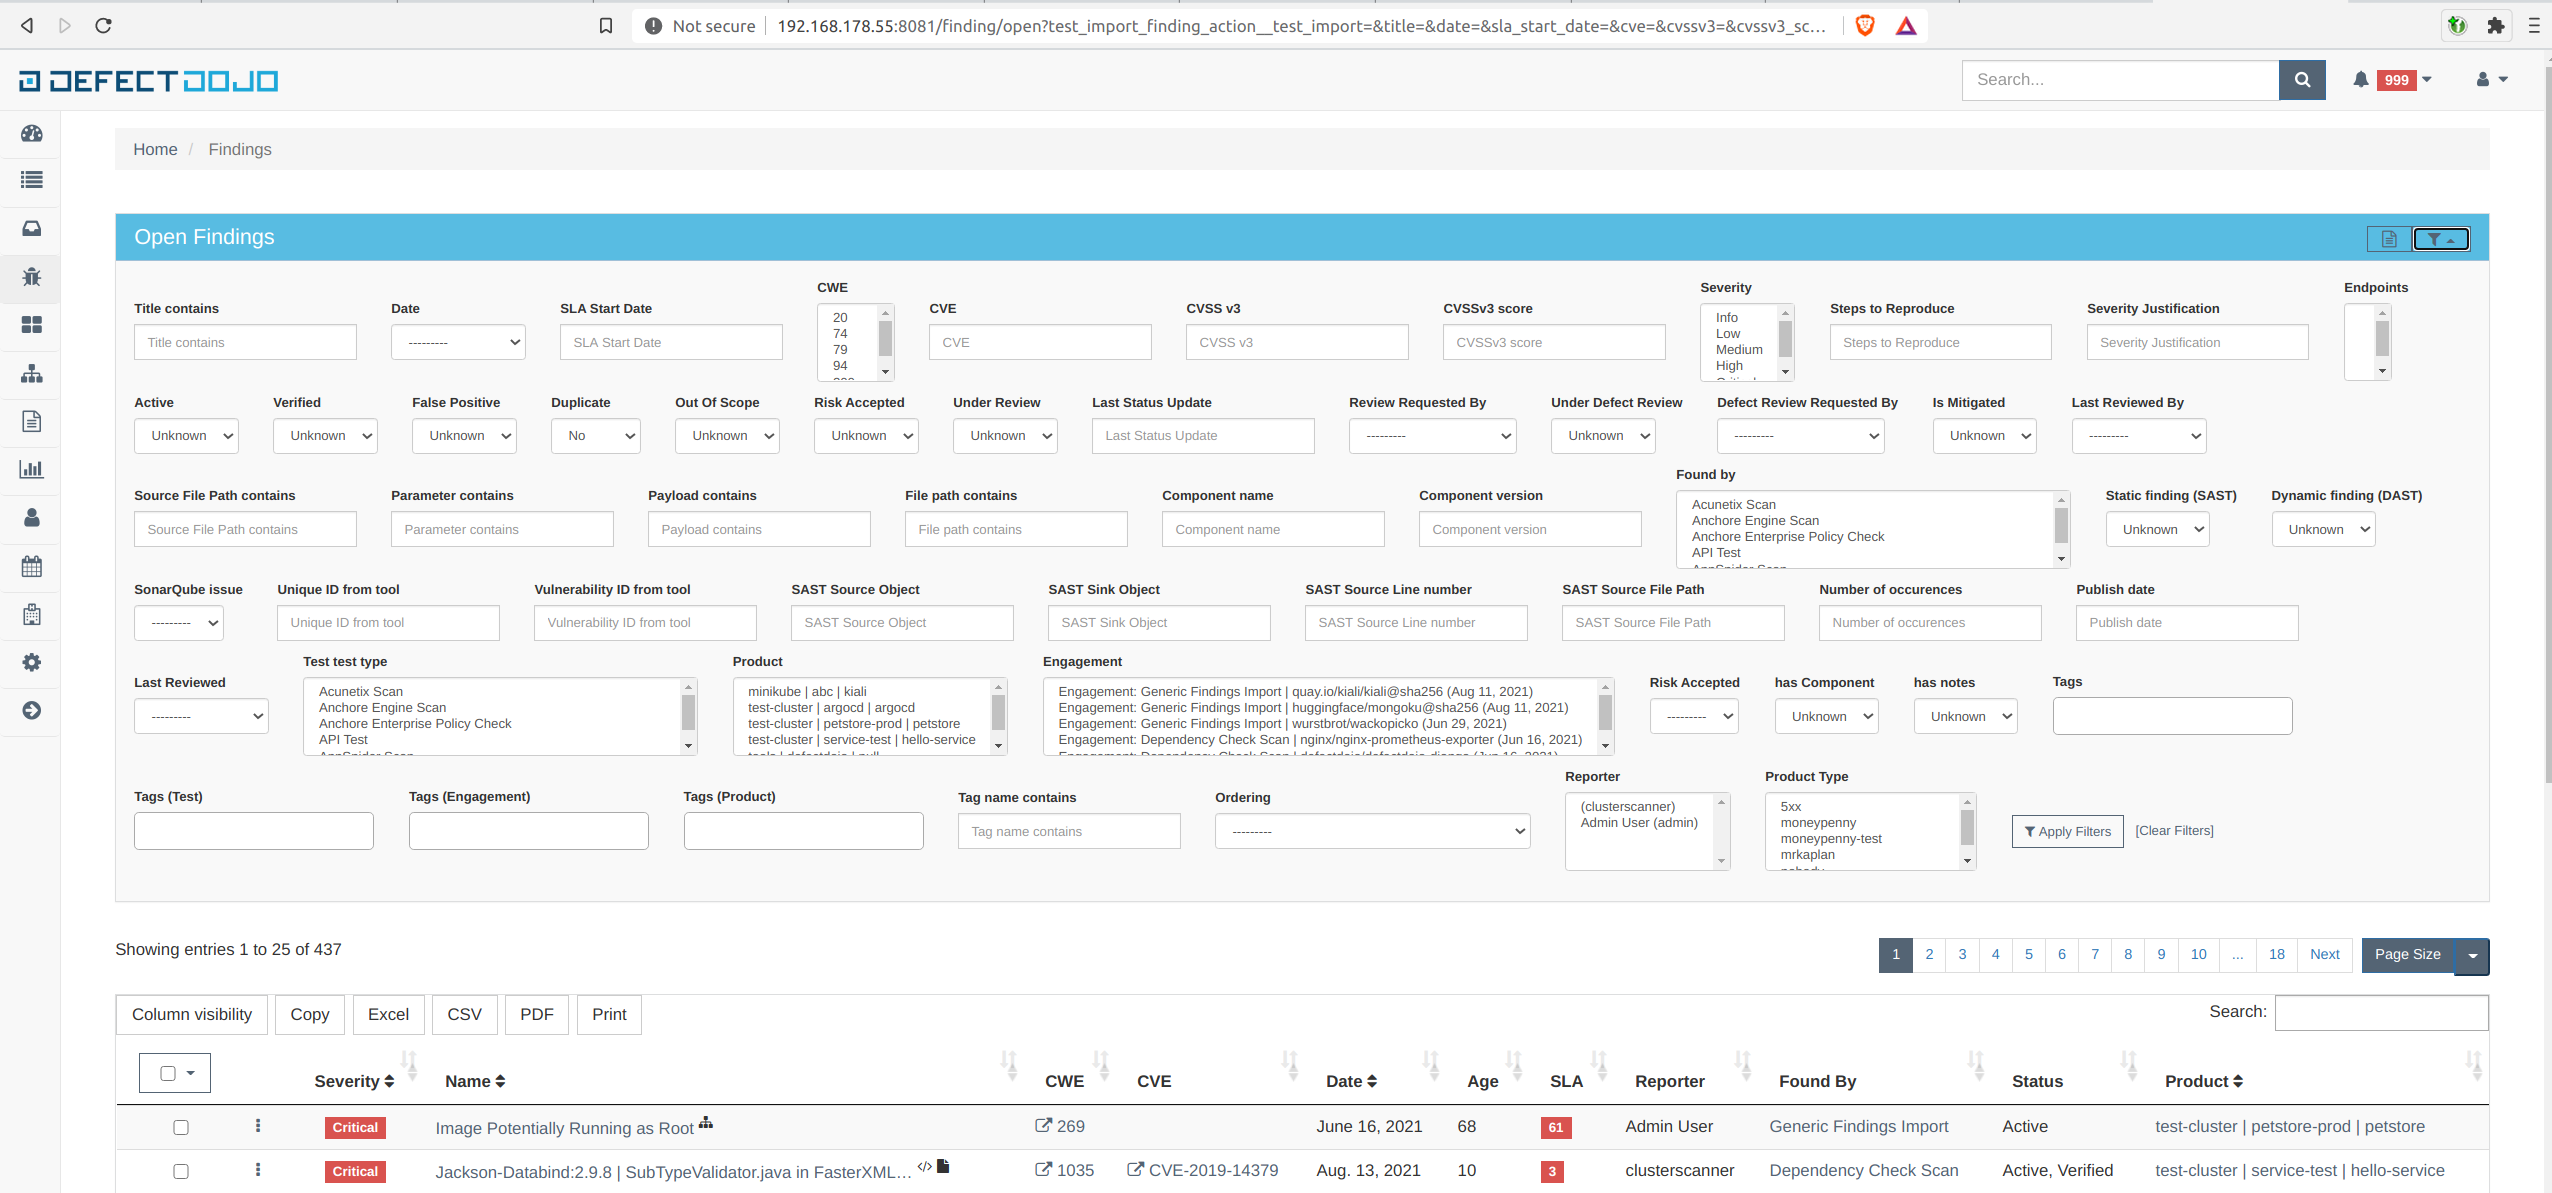 Not secure 192.168.178.55:8081/finding/open?test_import_finding_action__test_import=&title=&date=&sla_start_date=&cve=&cvssv3=&cvssv3_sc...
DEFECTDOJO
Search...
999
Home / Findings
Open Findings
Title contains
Title contains
Date
---------
SLA Start Date
SLA Start Date
CWE
20
74
79
94
CVE
CVE
CVSS v3
CVSS v3
CVSSv3 score
CVSSv3 score
Severity
Info
Low
Medium
High
Steps to Reproduce
Steps to Reproduce
Severity Justification
Severity Justification
Endpoints
Active
Unknown
Verified
Unknown
False Positive
Unknown
Duplicate
No
Out Of Scope
Unknown
Risk Accepted
Unknown
Under Review
Unknown
Last Status Update
Last Status Update
Review Requested By
---------
Under Defect Review
Unknown
Defect Review Requested By
---------
Is Mitigated
Unknown
Last Reviewed By
---------
Source File Path contains
Source File Path contains
Parameter contains
Parameter contains
Payload contains
Payload contains
File path contains
File path contains
Component name
Component name
Component version
Component version
Found by
Acunetix Scan
Anchore Engine Scan
Anchore Enterprise Policy Check
API Test
AppSpider Scan
Static finding (SAST)
Unknown
Dynamic finding (DAST)
Unknown
SonarQube issue
---------
Unique ID from tool
Unique ID from tool
Vulnerability ID from tool
Vulnerability ID from tool
SAST Source Object
SAST Source Object
SAST Sink Object
SAST Sink Object
SAST Source Line number
SAST Source Line number
SAST Source File Path
SAST Source File Path
Number of occurences
Number of occurences
Publish date
Publish date
Last Reviewed
---------
Test test type
Acunetix Scan
Anchore Engine Scan
Anchore Enterprise Policy Check
API Test
AppSpider Scan
Product
minikube | abc | kiali
test-cluster | argocd | argocd
test-cluster | petstore-prod | petstore
test-cluster | service-test | hello-service
Engagement
Engagement: Generic Findings Import | quay.io/kiali/kiali@sha256 (Aug 11, 2021)
Engagement: Generic Findings Import | huggingface/mongoku@sha256 (Aug 11, 2021)
Engagement: Generic Findings Import | wurstbrot/wackopicko (Jun 29, 2021)
Engagement: Dependency Check Scan | nginx/nginx-prometheus-exporter (Jun 16, 2021)
Engagement: Dependency Check Scan | defectdojo/defectdojo-django (Jun 16, 2021)
Risk Accepted
---------
has Component
Unknown
has notes
Unknown
Tags
Tags (Test)
Tags (Engagement)
Tags (Product)
Tag name contains
Tag name contains
Ordering
---------
Reporter
(clusterscanner)
Admin User (admin)
Product Type
5xx
moneypenny
moneypenny-test
mrkaplan
Apply Filters
[Clear Filters]
Showing entries 1 to 25 of 437
1 2 3 4 5 6 7 8 9 10 ... 18 Next
Page Size
Column visibility Copy Excel CSV PDF Print
Search:
Severity Name CWE CVE Date Age SLA Reporter Found By Status Product
Critical Image Potentially Running as Root 269 June 16, 2021 68 61 Admin User Generic Findings Import Active test-cluster | petstore-prod | petstore
Critical Jackson-Databind:2.9.8 | SubTypeValidator.java in FasterXML... 1035 CVE-2019-14379 Aug. 13, 2021 10 3 clusterscanner Dependency Check Scan Active, Verified test-cluster | service-test | hello-service